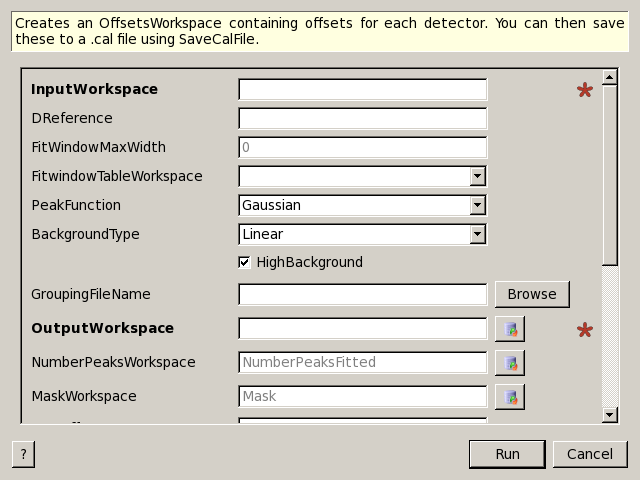 Creates an OffsetsWorkspace containing offsets for each detector. You can then save
these to a .cal file using SaveCalFile.
InputWorkspace
DReference
FitWindowMaxWidth 0
FitwindowTableWorkspace
PeakFunction Gaussian
BackgroundType Linear
HighBackground
GroupingFileName Browse
OutputWorkspace
NumberPeaksWorkspace NumberPeaksFitted
MaskWorkspace Mask
? Run Cancel